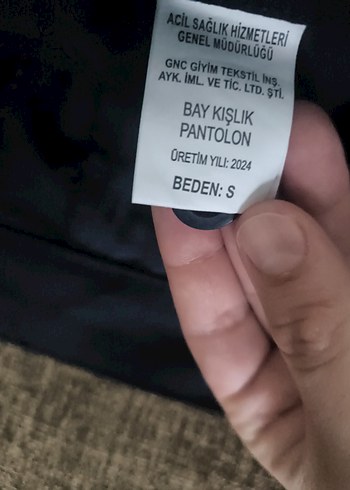 ACİL SAĞLIK HİZMETLERİ
GENEL MÜDÜRLÜĞÜ
GNC GİYİM TEKSTİL İNŞ.
AYK. İML. VE TİC. LTD. ŞTİ.
BAY KIŞLIK
PANTOLON
ÜRETİM YILI: 2024
BEDEN: S